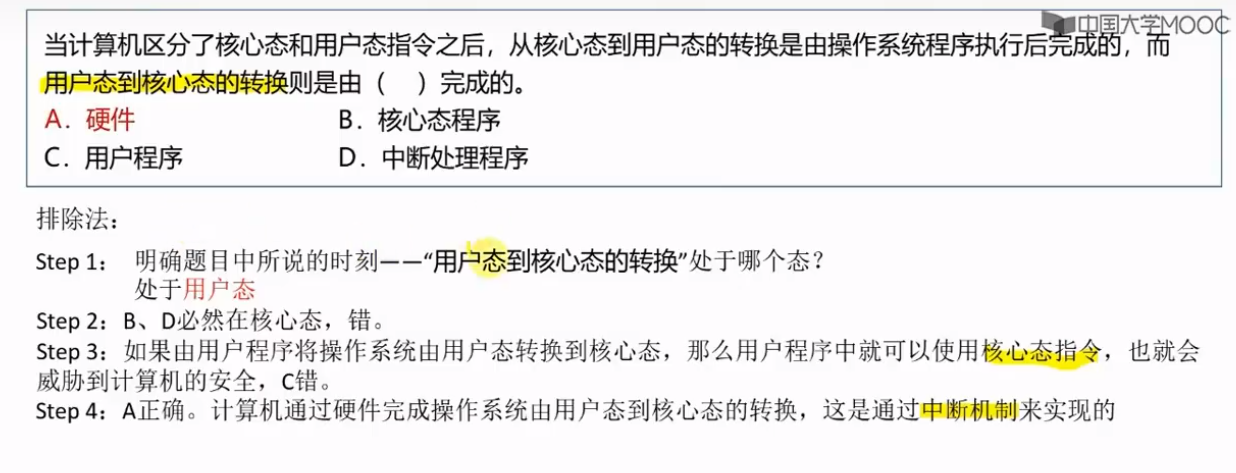 中国大学MOOC
当计算机区分了核心态和用户态指令之后，从核心态到用户态的转换是由操作系统程序执行后完成的，而
用户态到核心态的转换则是由（　）完成的。
A．硬件　B．核心态程序
C．用户程序　D．中断处理程序
排除法：
Step 1： 明确题目中所说的时刻——“用户态到核心态的转换”处于哪个态？
处于用户态
Step 2：B、D必然在核心态，错。
Step 3：如果由用户程序将操作系统由用户态转换到核心态，那么用户程序中就可以使用核心态指令，也就会
威胁到计算机的安全，C错。
Step 4：A正确。计算机通过硬件完成操作系统由用户态到核心态的转换，这是通过中断机制来实现的